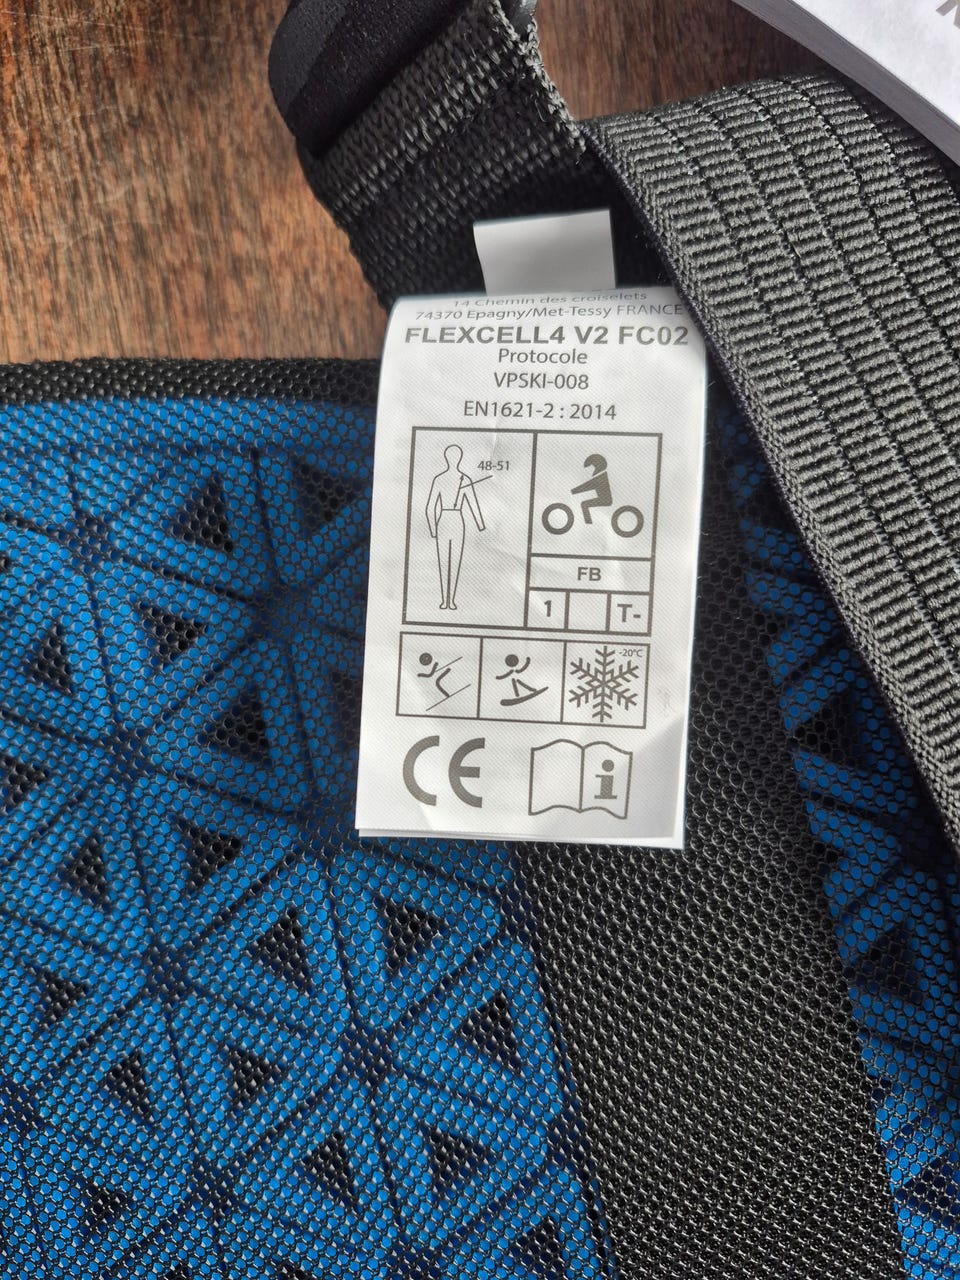 14 Chemin des croiselets
74370 Epagny/Met-Tessy FRANCE
FLEXCELL4 V2 FC02
Protocole
VPSKI-008
EN1621-2 : 2014
48-51
FB
1 T-
-20°C
CE
i